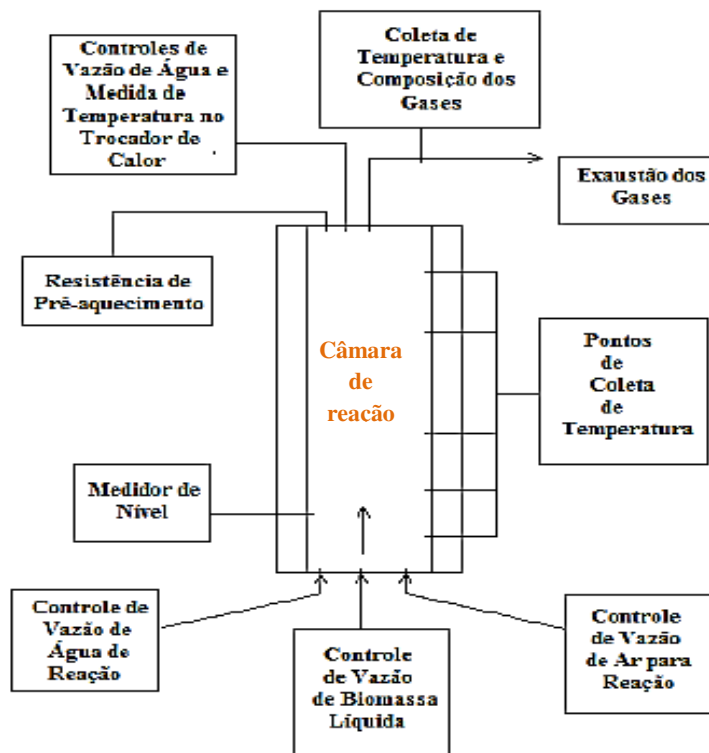 Controles de
Vazão de Água e
Medida de
Temperatura no
Trocador de
Calor
Coleta de
Temperatura e
Composição dos
Gases
Exaustão dos
Gases
Resistência de
Pré-aquecimento
Câmara
de
reacão
Pontos
de
Coleta
de
Temperatura
Medidor de
Nível
Controle de
Vazão de
Água de
Reação
Controle
de Vazão
de Biomassa
Líquida
Controle
de Vazão
de Ar para
Reação